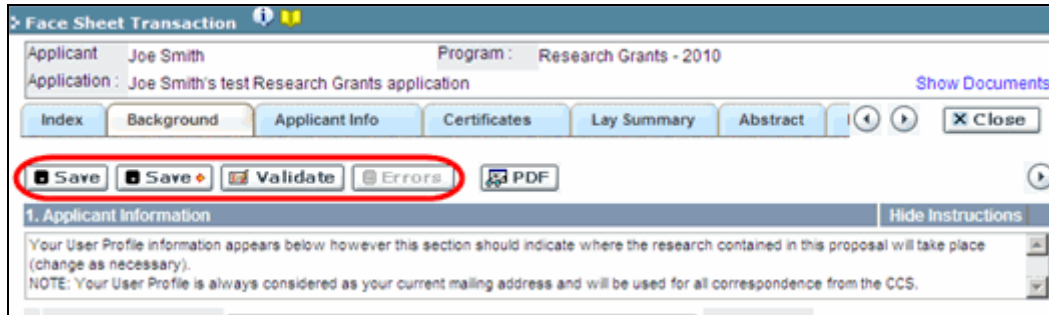 Face Sheet Transaction
Applicant Joe Smith Program : Research Grants - 2010
Application : Joe Smith's test Research Grants application Show Documents
Index Background Applicant Info Certificates Lay Summary Abstract Close
Save Save Validate Errors PDF
1. Applicant Information Hide Instructions
Your User Profile information appears below however this section should indicate where the research contained in this proposal will take place
(change as necessary).
NOTE: Your User Profile is always considered as your current mailing address and will be used for all correspondence from the CCS.